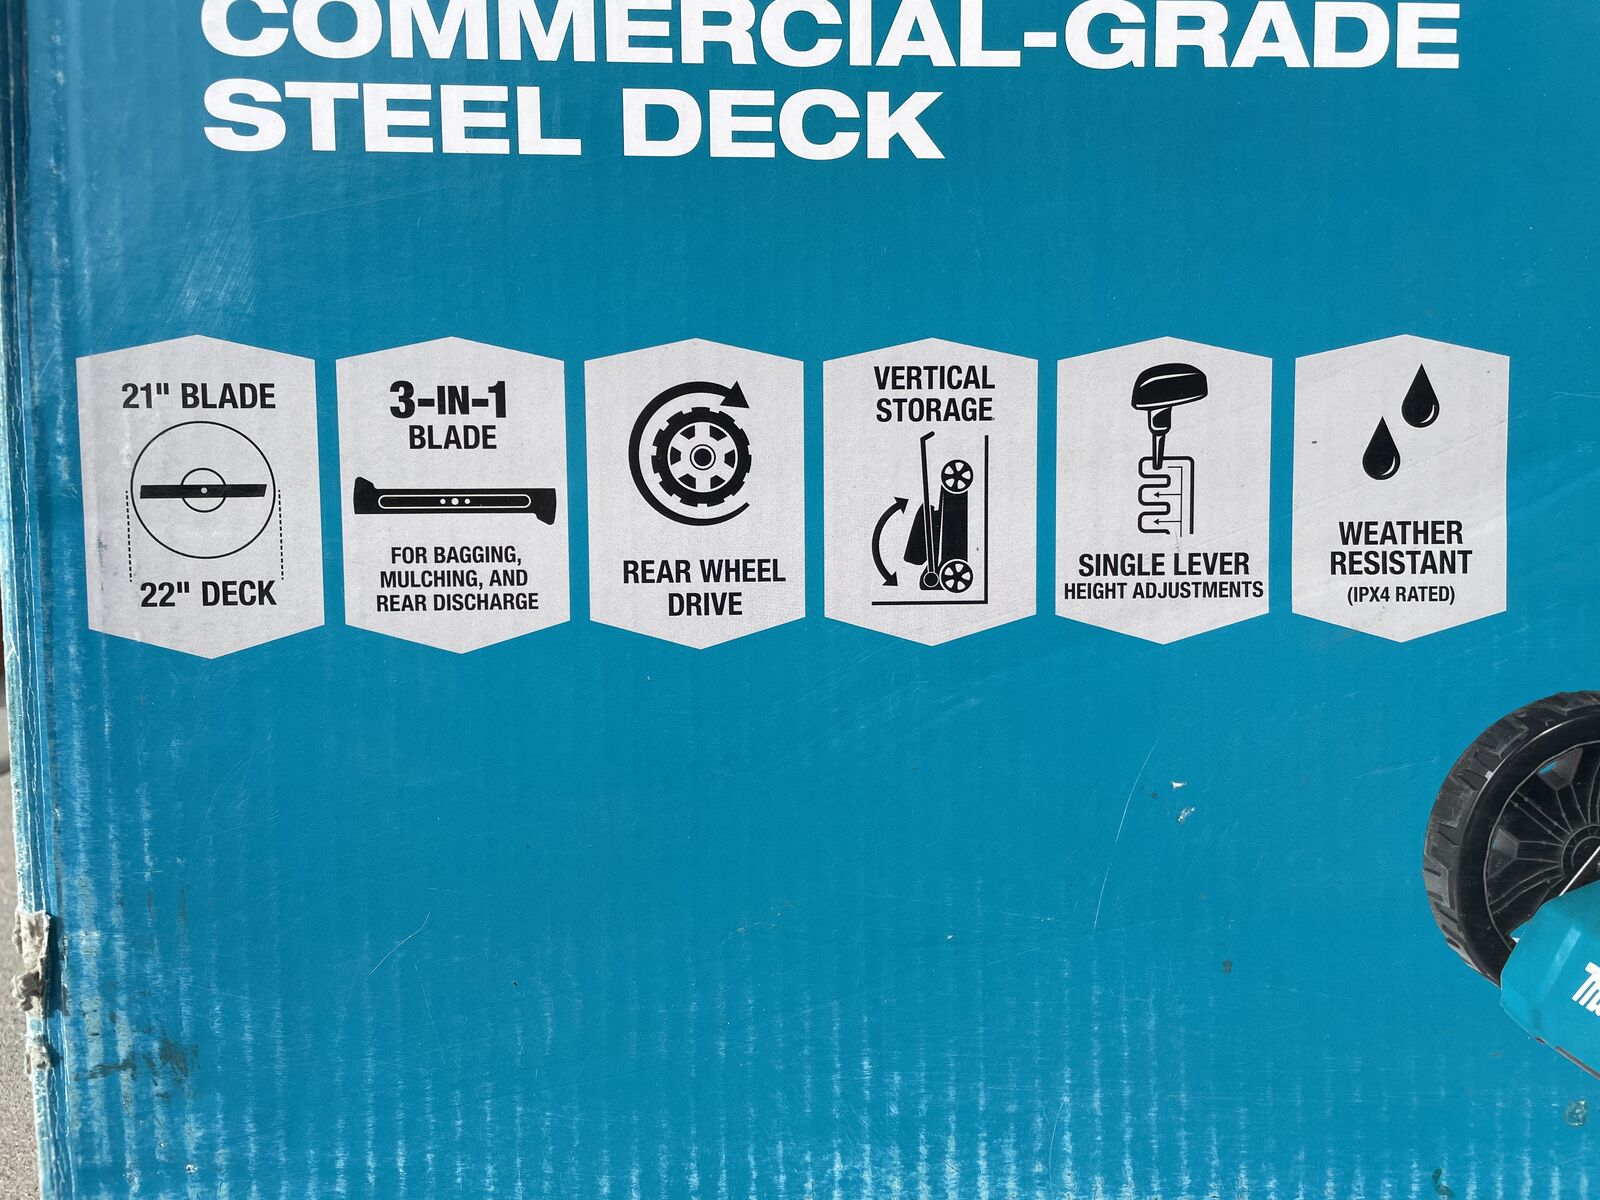 COMMERCIAL-GRADE
STEEL DECK
21" BLADE
22" DECK
3-IN-1
BLADE
FOR BAGGING,
MULCHING, AND
REAR DISCHARGE
REAR WHEEL
DRIVE
VERTICAL
STORAGE
SINGLE LEVER
HEIGHT ADJUSTMENTS
WEATHER
RESISTANT
(IPX4 RATED)